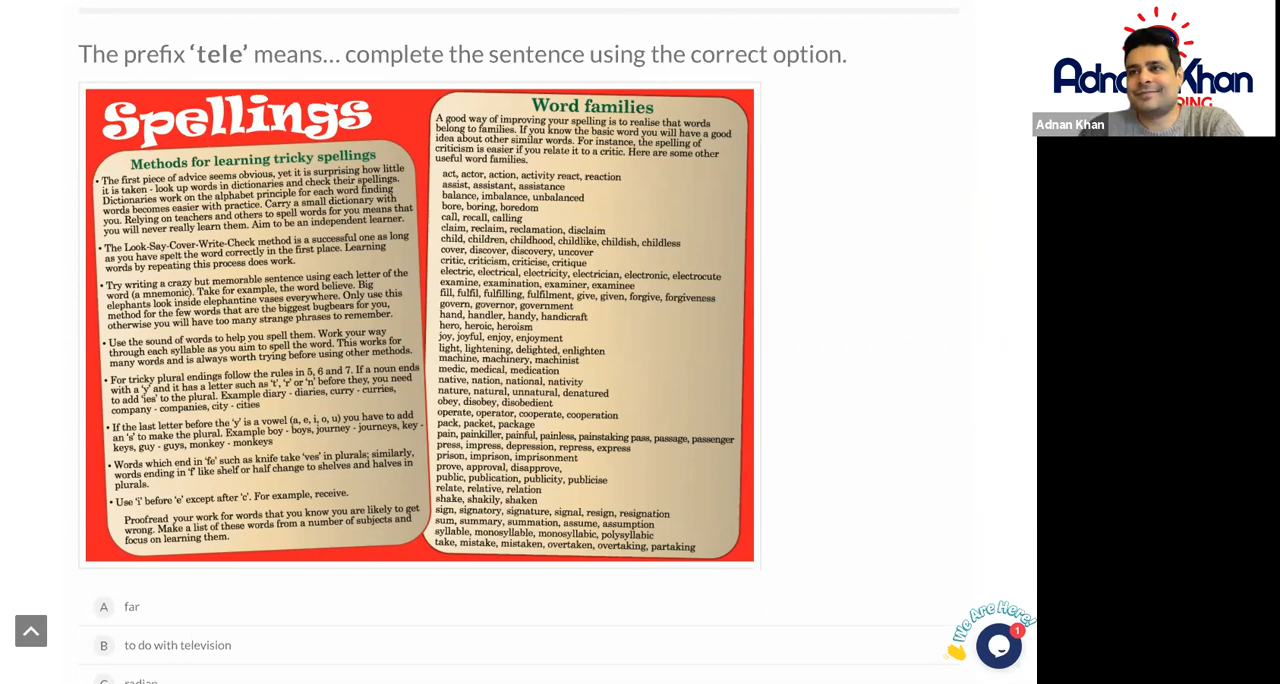 The prefix ‘tele’ means... complete the sentence using the correct option.
Spellings
Methods for learning tricky spellings
• The first piece of advice seems obvious, yet it is surprising how little
it is taken - look up words in dictionaries and check their spellings.
Dictionaries work on the alphabet principle for each word finding
words becomes easier with practice. Carry a small dictionary with
you. Relying on teachers and others to spell words for you means that
you will never really learn them. Aim to be an independent learner.
• The Look-Say-Cover-Write-Check method is a successful one as long
as you have spelt the word correctly in the first place. Learning
words by repeating this process does work.
• Try writing a crazy but memorable sentence using each letter of the
word (a mnemonic). Take for example, the word believe. Big
elephants look inside elephantine vases everywhere. Only use this
method for the few words that are the biggest bugbears for you,
otherwise you will have too many strange phrases to remember.
• Use the sound of words to help you spell them. Work your way
through each syllable as you aim to spell the word. This works for
many words and is always worth trying before using other methods.
• For tricky plural endings follow the rules in 5, 6 and 7. If a noun ends
with a ‘y’ and it has a letter such as ‘t’, ‘r’ or ‘n’ before they, you need
to add ‘ies’ to the plural. Example diary - diaries, curry - curries,
company - companies, city - cities
• If the last letter before the ‘y’ is a vowel (a, e, i, o, u) you have to add
an ‘s’ to make the plural. Example boy - boys, journey - journeys, key -
keys, guy - guys, monkey - monkeys
• Words which end in ‘fe’ such as knife take ‘ves’ in plurals; similarly,
words ending in ‘f’ like shelf or half change to shelves and halves in
plurals.
• Use ‘i’ before ‘e’ except after ‘c’. For example, receive.
Proofread your work for words that you know you are likely to get
wrong. Make a list of these words from a number of subjects and
focus on learning them.
Word families
A good way of improving your spelling is to realise that words
belong to families. If you know the basic word you will have a good
idea about other similar words. For instance, the spelling of
criticism is easier if you relate it to a critic. Here are some other
useful word families.
act, actor, action, activity react, reaction
assist, assistant, assistance
balance, imbalance, unbalanced
bore, boring, boredom
call, recall, calling
claim, reclaim, reclamation, disclaim
child, children, childhood, childlike, childish, childless
cover, discover, discovery, uncover
critic, criticism, criticise, critique
electric, electrical, electricity, electrician, electronic, electrocute
examine, examination, examiner, examinee
fill, fulfil, fulfilling, fulfilment, give, given, forgive, forgiveness
govern, governor, government
hand, handler, handy, handicraft
hero, heroic, heroism
joy, joyful, enjoy, enjoyment
light, lightening, delighted, enlighten
machine, machinery, machinist
medic, medical, medication
native, nation, national, nativity
nature, natural, unnatural, denatured
obey, disobey, disobedient
operate, operator, cooperate, cooperation
pack, packet, package
pain, painkiller, painful, painless, painstaking pass, passage, passenger
press, impress, depression, repress, express
prison, imprison, imprisonment
prove, approval, disapprove,
public, publication, publicity, publicise
relate, relative, relation
shake, shakily, shaken
sign, signatory, signature, signal, resign, resignation
sum, summary, summation, assume, assumption
syllable, monosyllable, monosyllabic, polysyllabic
take, mistake, mistaken, overtaken, overtaking, partaking
A far
B to do with television
We Are Here!
1
Khan
Adnan Khan